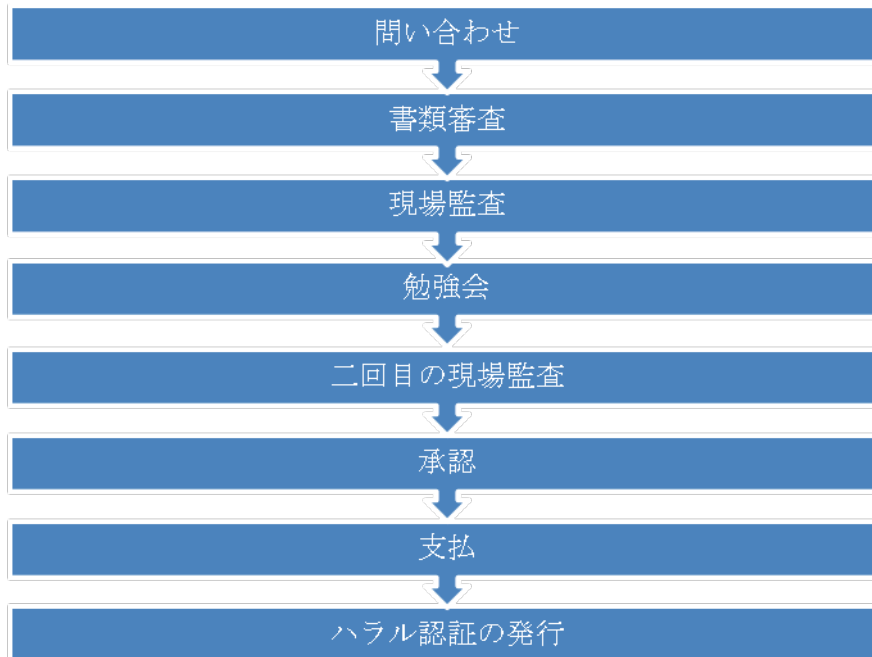 問い合わせ
書類審査
現場監査
勉強会
二回目の現場監査
承認
支払
ハラル認証の発行